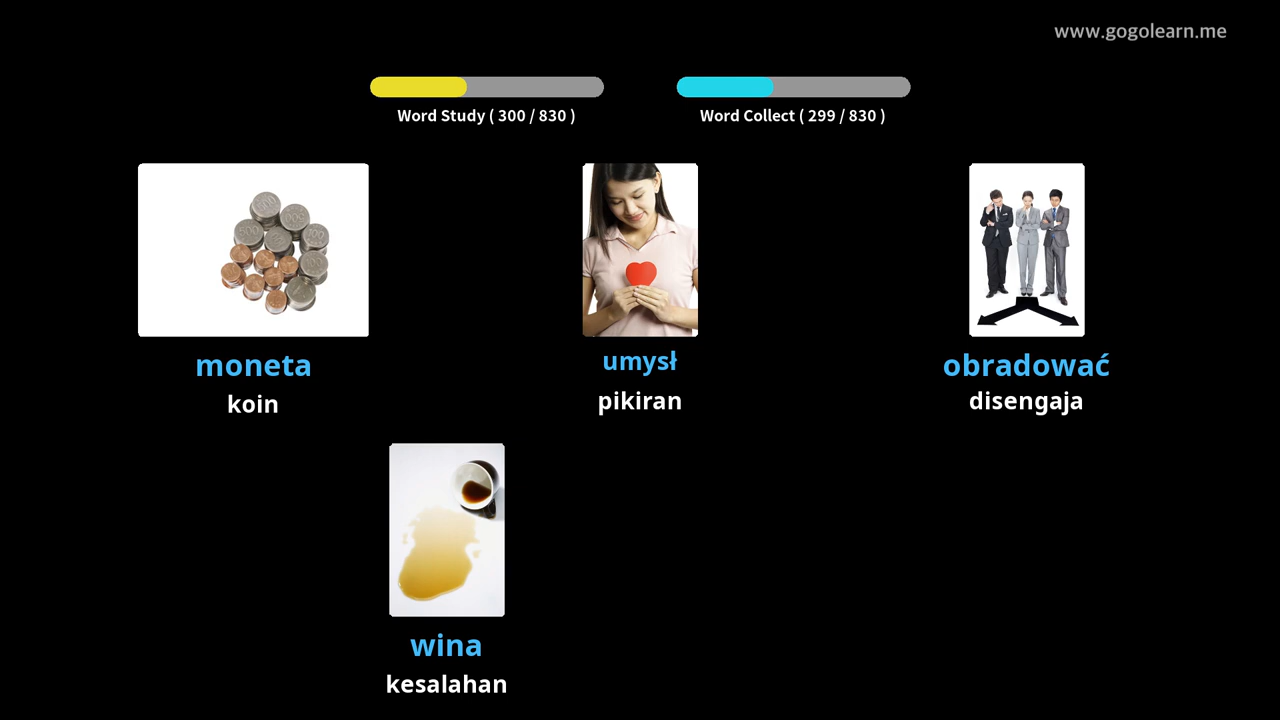 www.gogolearn.me
Word Study ( 300 / 830 )
Word Collect ( 299 / 830 )
moneta
koin
umysł
pikiran
obradować
disengaja
wina
kesalahan